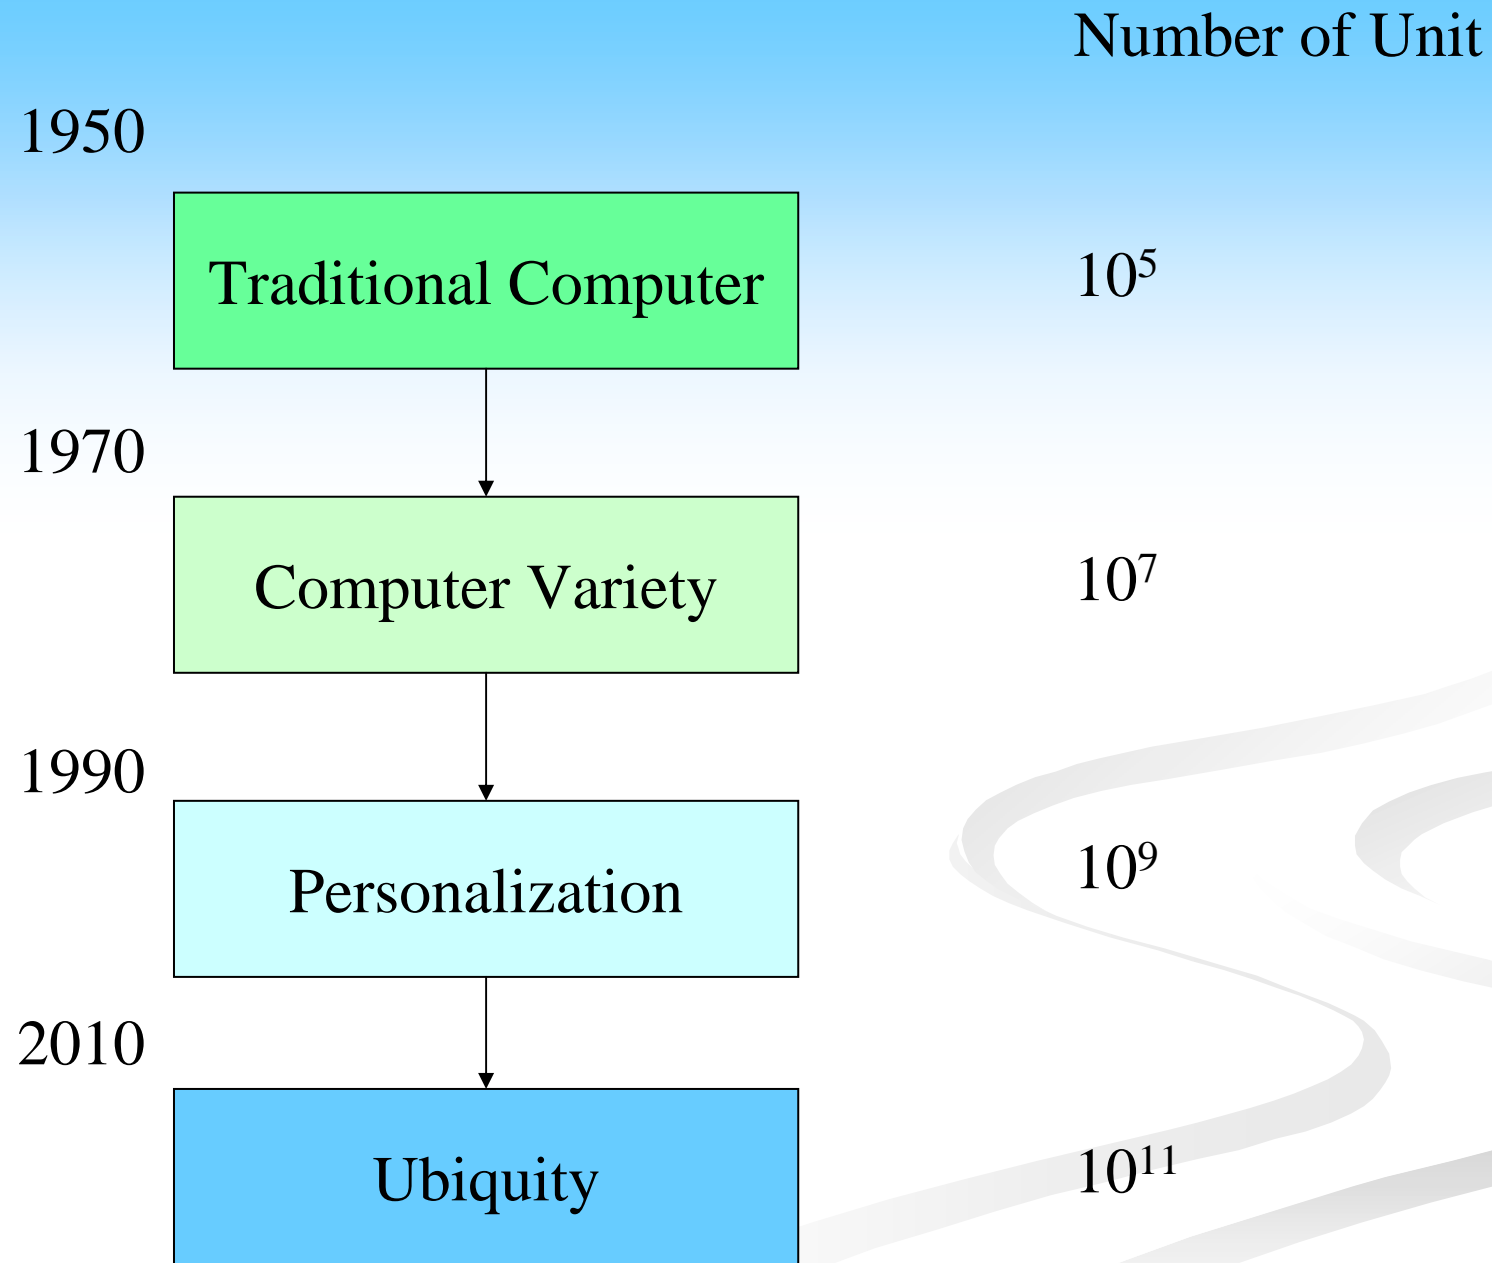 Number of Unit
1950
Traditional Computer 10⁵
1970
Computer Variety 10⁷
1990
Personalization 10⁹
2010
Ubiquity 10¹¹